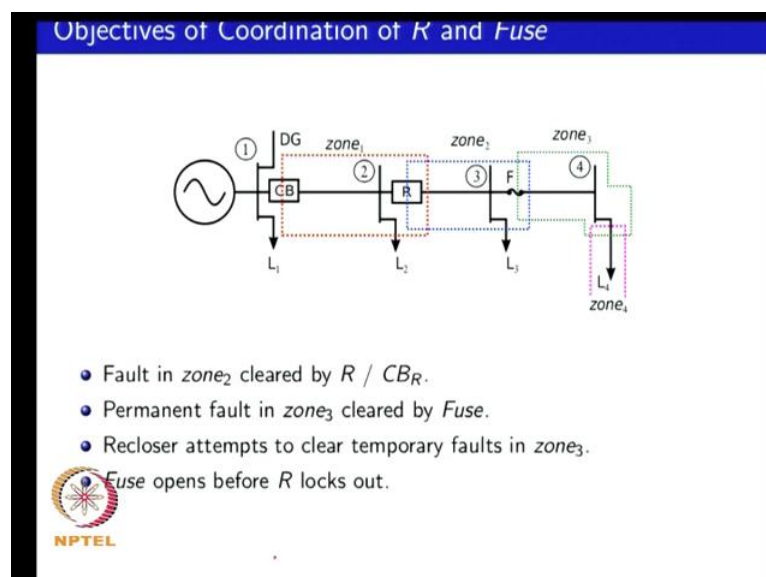 Objectives of Coordination of R and Fuse
1 DG zone1 zone2 zone3
2 3 F 4
CB R
L1 L2 L3 L4
zone4
Fault in zone2 cleared by R / CBR.
Permanent fault in zone3 cleared by Fuse.
Recloser attempts to clear temporary faults in zone3.
Fuse opens before R locks out.
NPTEL